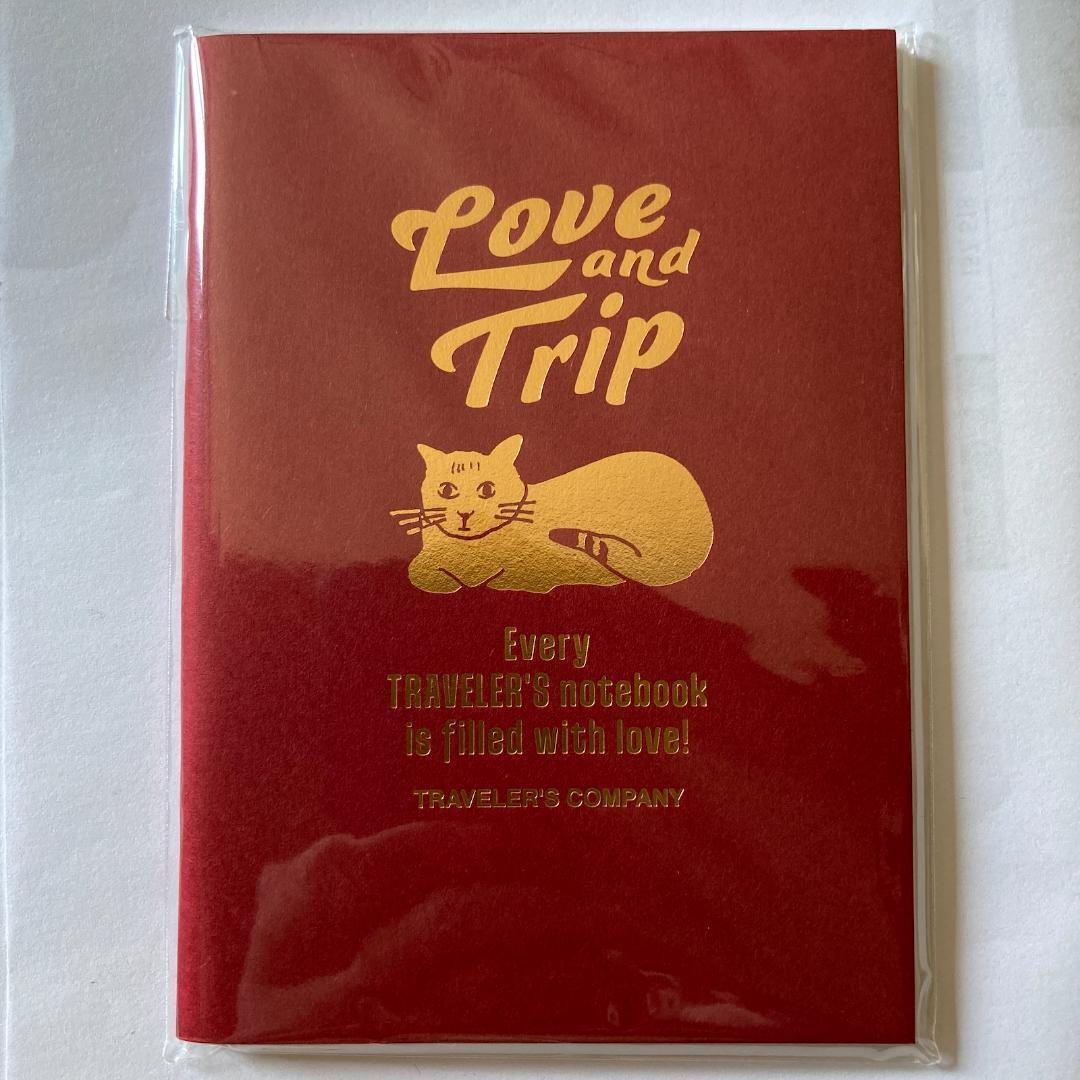 Love
and
Trip
Every
TRAVELER'S notebook
is filled with love!
TRAVELER'S COMPANY